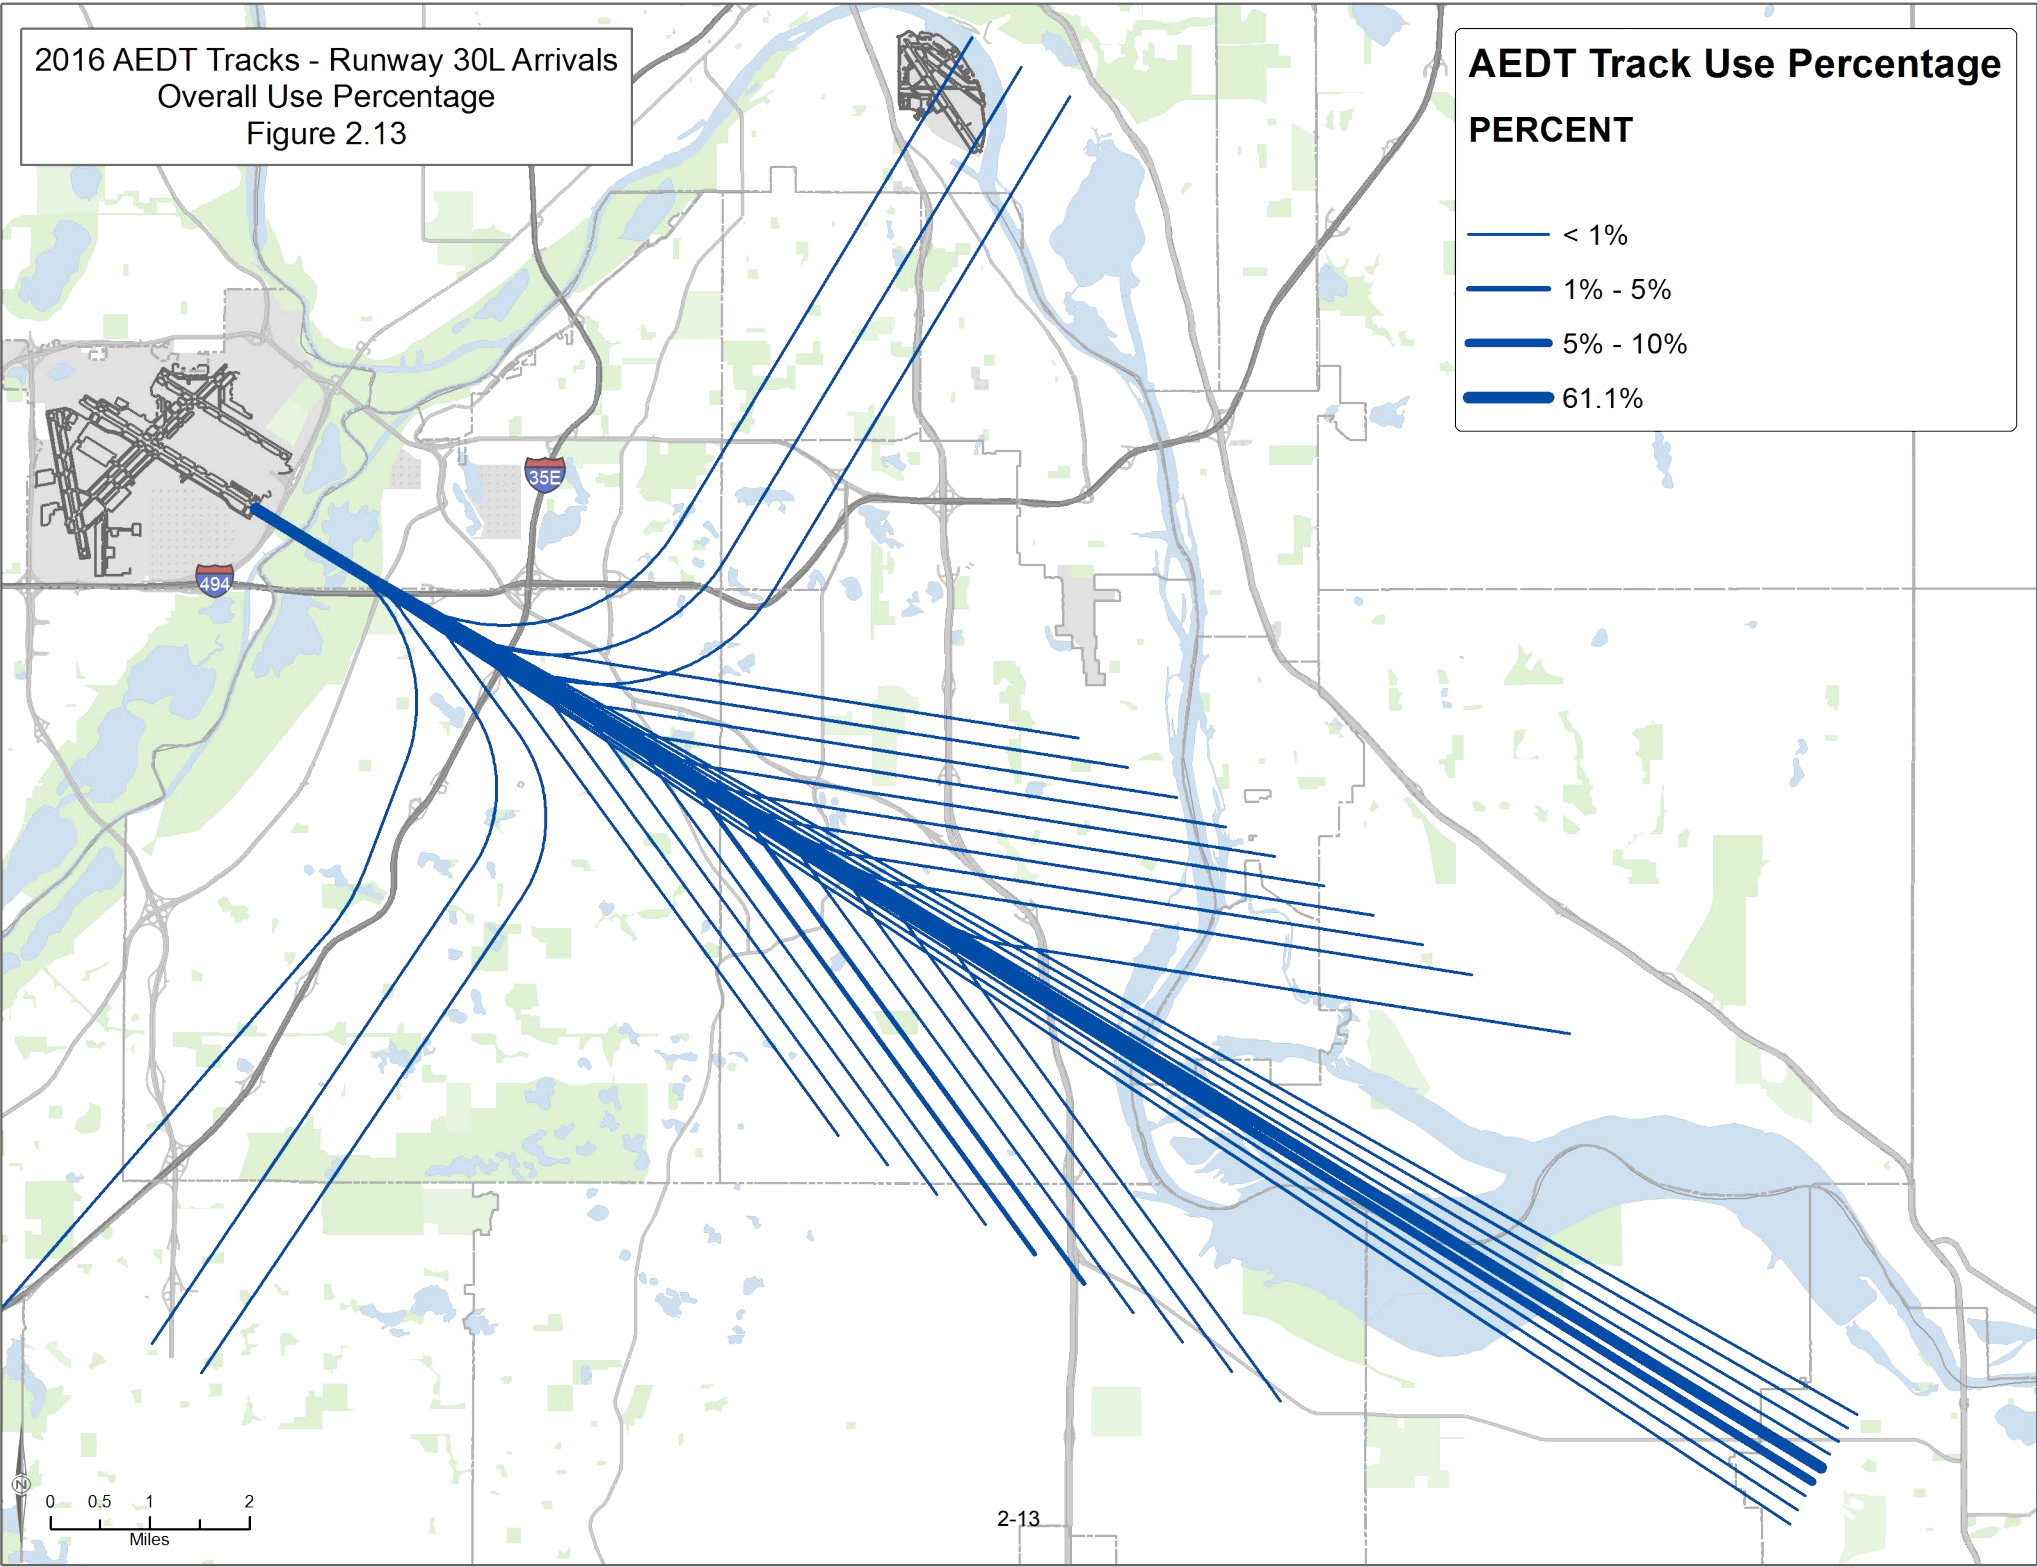 2016 AEDT Tracks - Runway 30L Arrivals
Overall Use Percentage
Figure 2.13
AEDT Track Use Percentage
PERCENT
< 1%
1% - 5%
5% - 10%
61.1%
35E
494
N
0 0.5 1 2
Miles
2-13